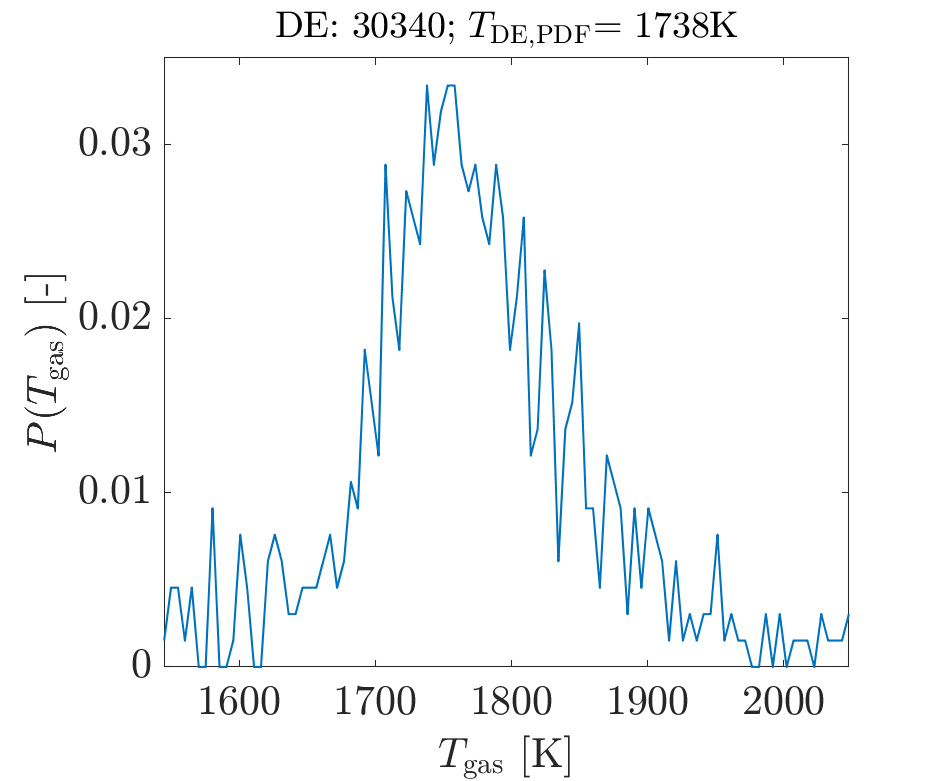 DE: 30340; T_DE,PDF= 1738K
0.03
0.02
0.01
0
P(T_gas) [-]
1600 1700 1800 1900 2000
T_gas [K]